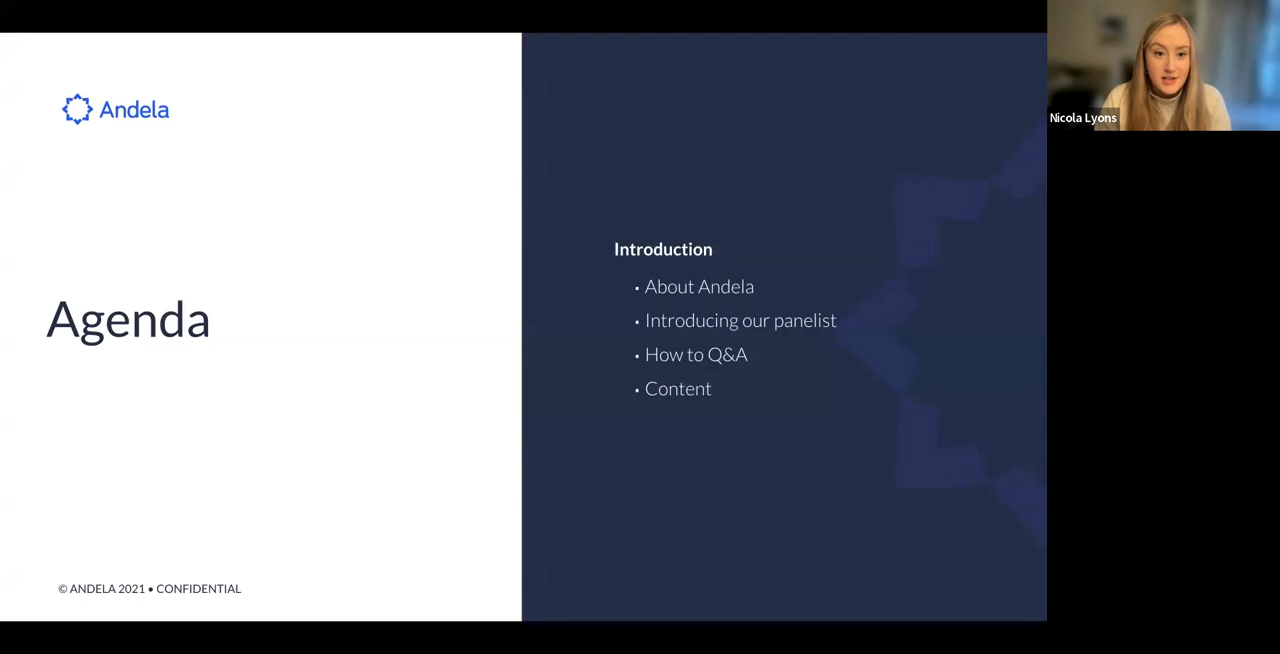 Andela
Agenda
© ANDELA 2021 • CONFIDENTIAL
Introduction
• About Andela
• Introducing our panelist
• How to Q&A
• Content
Nicola Lyons